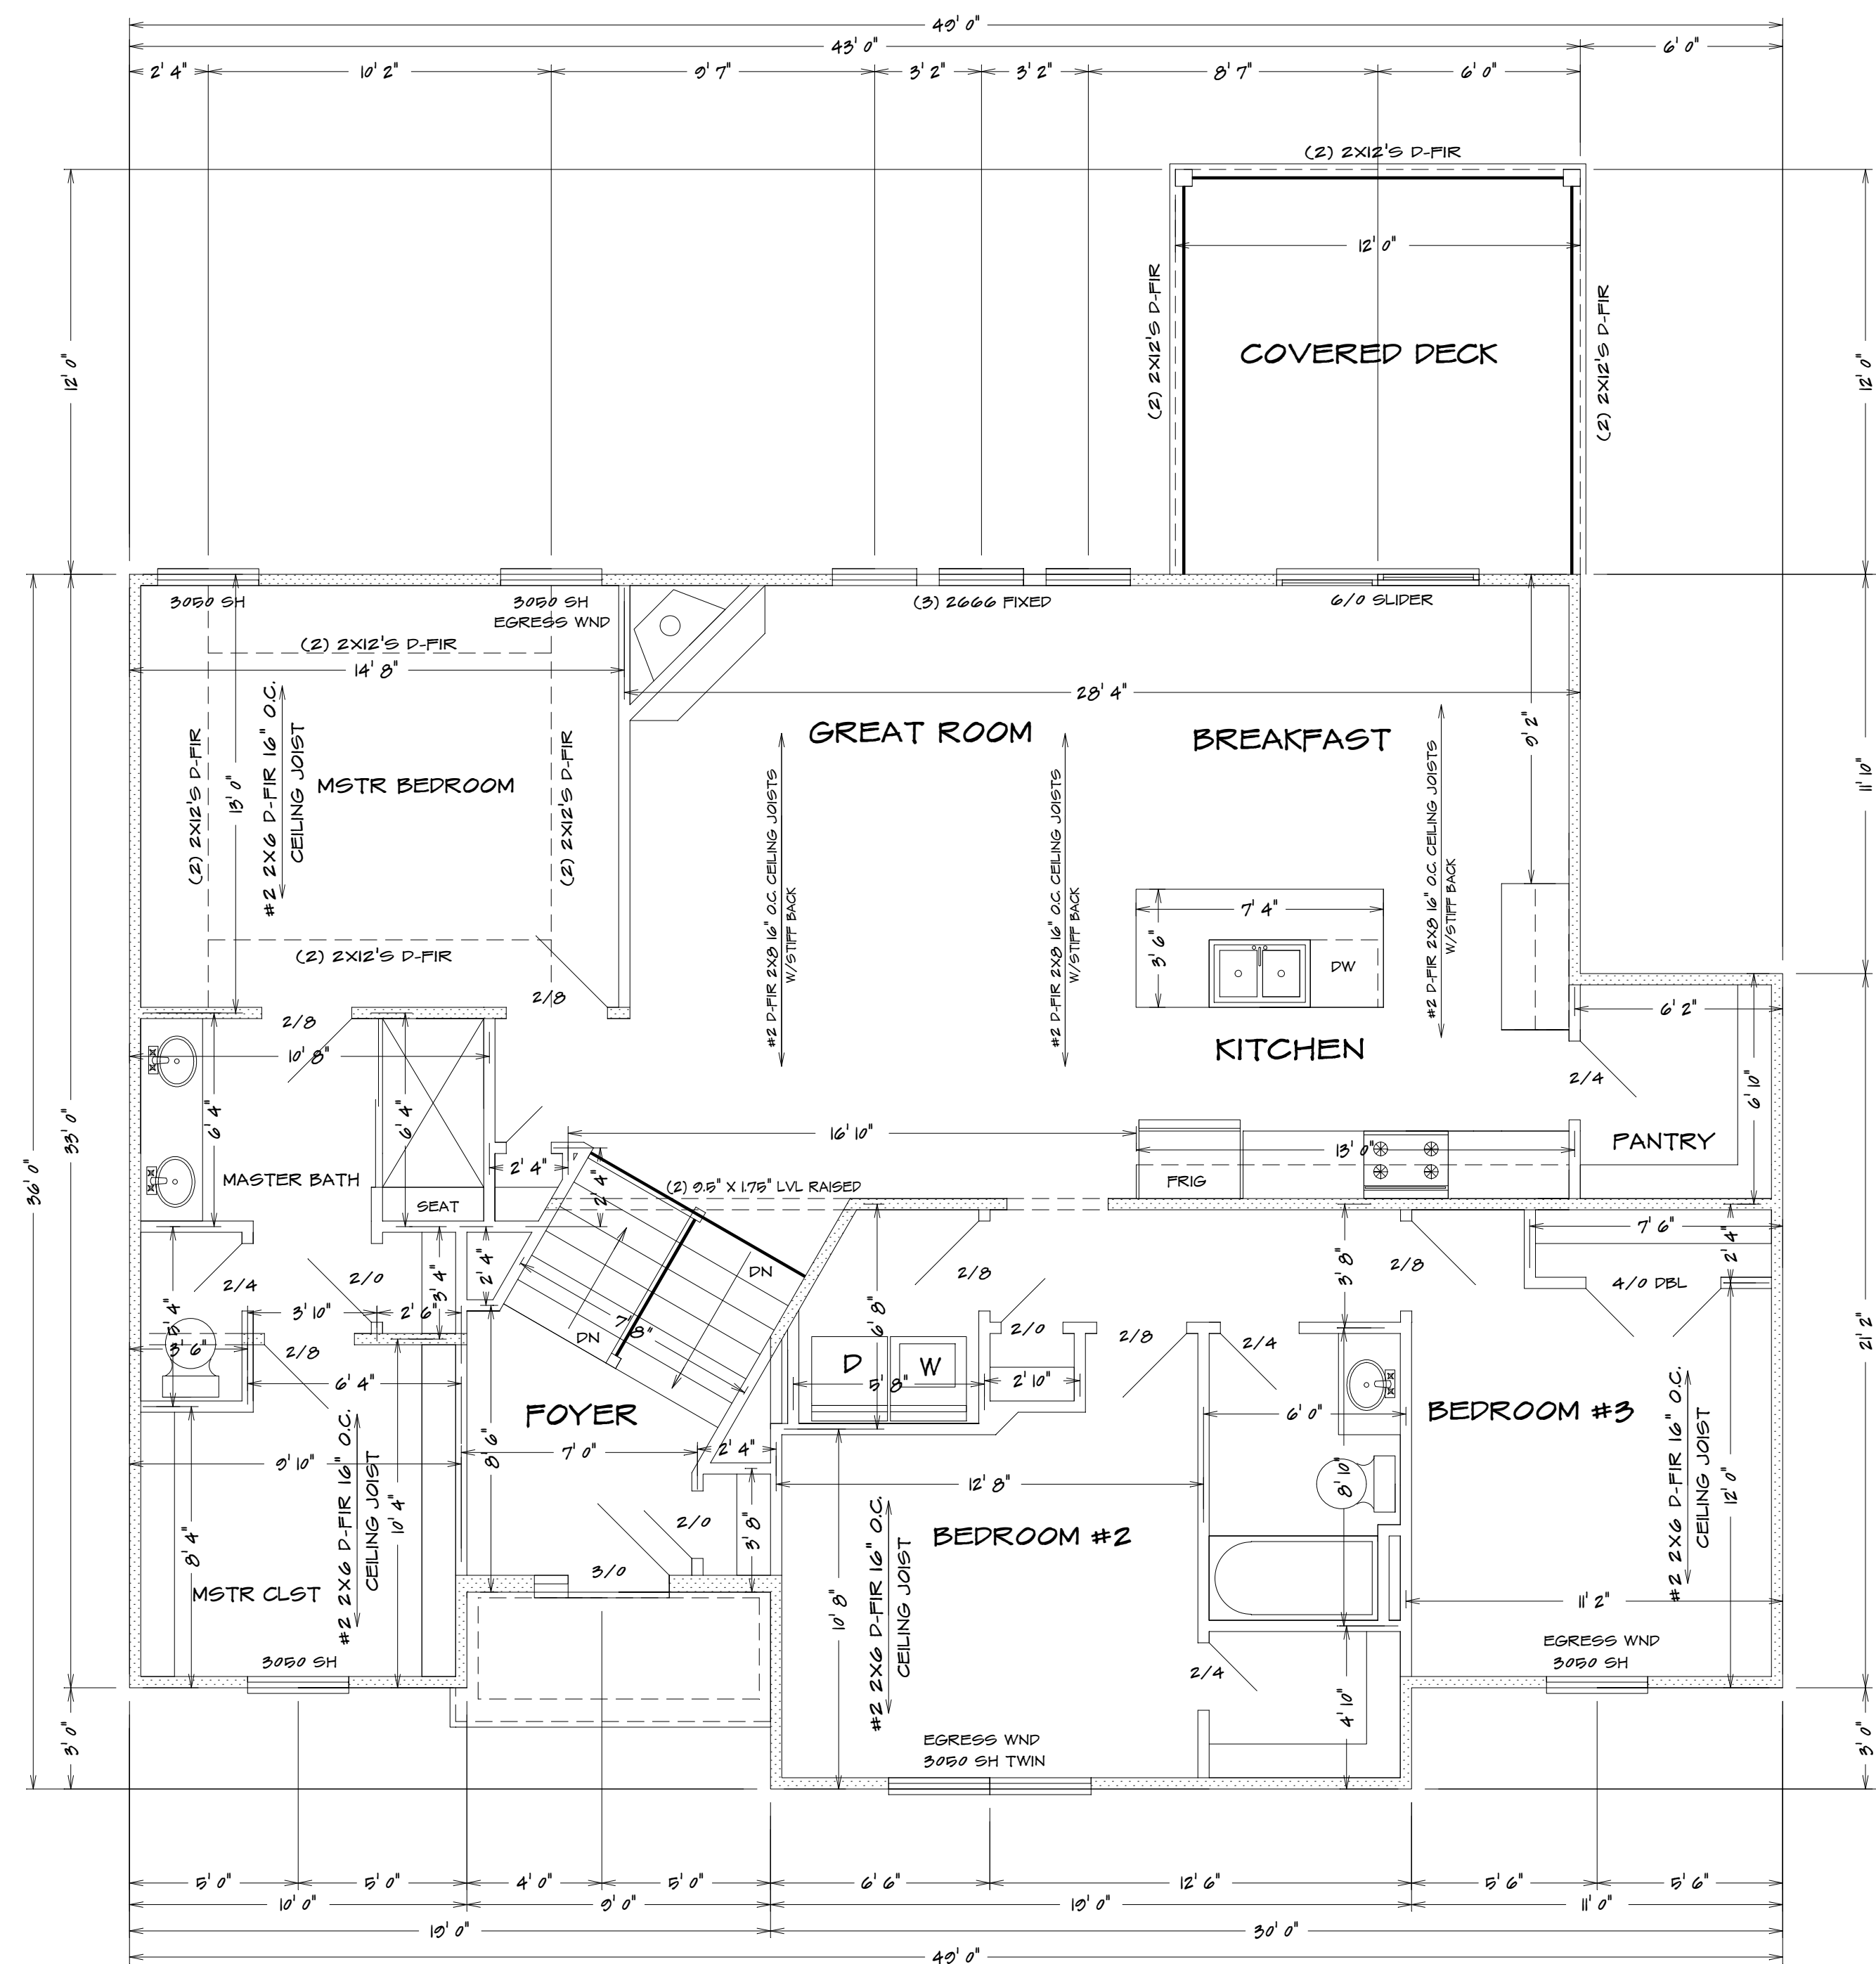 49' 0"
43' 0"
6' 0"
2' 4"
10' 2"
9' 7"
3' 2"
3' 2"
8' 7"
6' 0"
(2) 2X12'S D-FIR
12' 0"
(2) 2X12'S D-FIR
(2) 2X12'S D-FIR
COVERED DECK
12' 0"
12' 0"
3050 SH
3050 SH
EGRESS WND
(3) 2666 FIXED
6/0 SLIDER
(2) 2X12'S D-FIR
14' 8"
28' 4"
GREAT ROOM
BREAKFAST
9' 2"
11' 10"
(2) 2X12'S D-FIR
13' 0"
#2 2X6 D-FIR 16" O.C.
CEILING JOIST
MSTR BEDROOM
(2) 2X12'S D-FIR
#2 D-FIR 2X8 16" O.C. CEILING JOISTS
W/STIFF BACK
#2 D-FIR 2X8 16" O.C. CEILING JOISTS
W/STIFF BACK
#2 D-FIR 2X8 16" O.C. CEILING JOISTS
W/STIFF BACK
7' 4"
3' 6"
DW
(2) 2X12'S D-FIR
2/8
2/8
6' 2"
10' 8"
KITCHEN
2/4
6' 4"
6' 4"
6' 10"
36' 0"
33' 0"
16' 10"
13' 0"
PANTRY
MASTER BATH
2' 4"
2' 4"
(2) 9.5" X 1.75" LVL RAISED
FRIG
SEAT
7' 6"
2' 4"
2/4
2/0
3' 4"
2' 4"
DN
2/8
3' 8"
2/8
4/0 DBL
5' 4"
3' 10"
2' 6"
7' 8"
DN
6' 8"
2/0
2/8
2/4
21' 2"
3' 6"
2/8
6' 4"
D
W
5' 8"
2' 10"
FOYER
6' 0"
BEDROOM #3
9' 10"
8' 6"
7' 0"
2' 4"
12' 8"
8' 10"
#2 2X6 D-FIR 16" O.C.
CEILING JOIST
12' 0"
8' 4"
#2 2X6 D-FIR 16" O.C.
CEILING JOIST
10' 4"
2/0
3' 8"
BEDROOM #2
3/0
MSTR CLST
10' 8"
#2 2X6 D-FIR 16" O.C.
CEILING JOIST
11' 2"
3050 SH
2/4
EGRESS WND
3050 SH
4' 10"
3' 0"
EGRESS WND
3050 SH TWIN
3' 0"
5' 0"
5' 0"
4' 0"
5' 0"
6' 6"
12' 6"
5' 6"
5' 6"
10' 0"
9' 0"
19' 0"
11' 0"
19' 0"
30' 0"
49' 0"